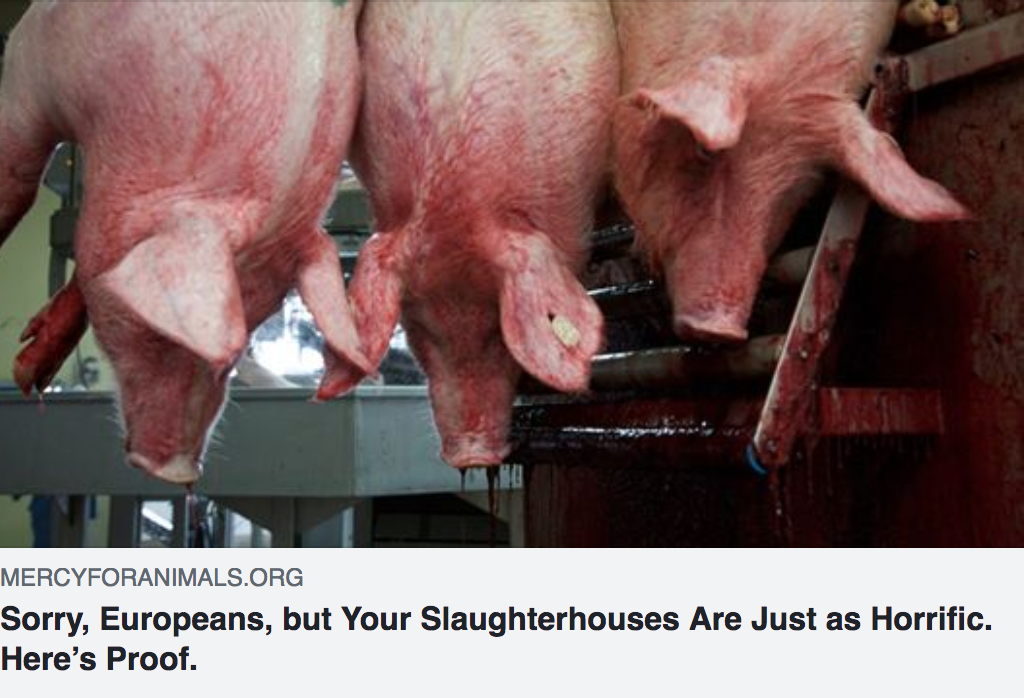 MERCYFORANIMALS.ORG
Sorry, Europeans, but Your Slaughterhouses Are Just as Horrific.
Here’s Proof.